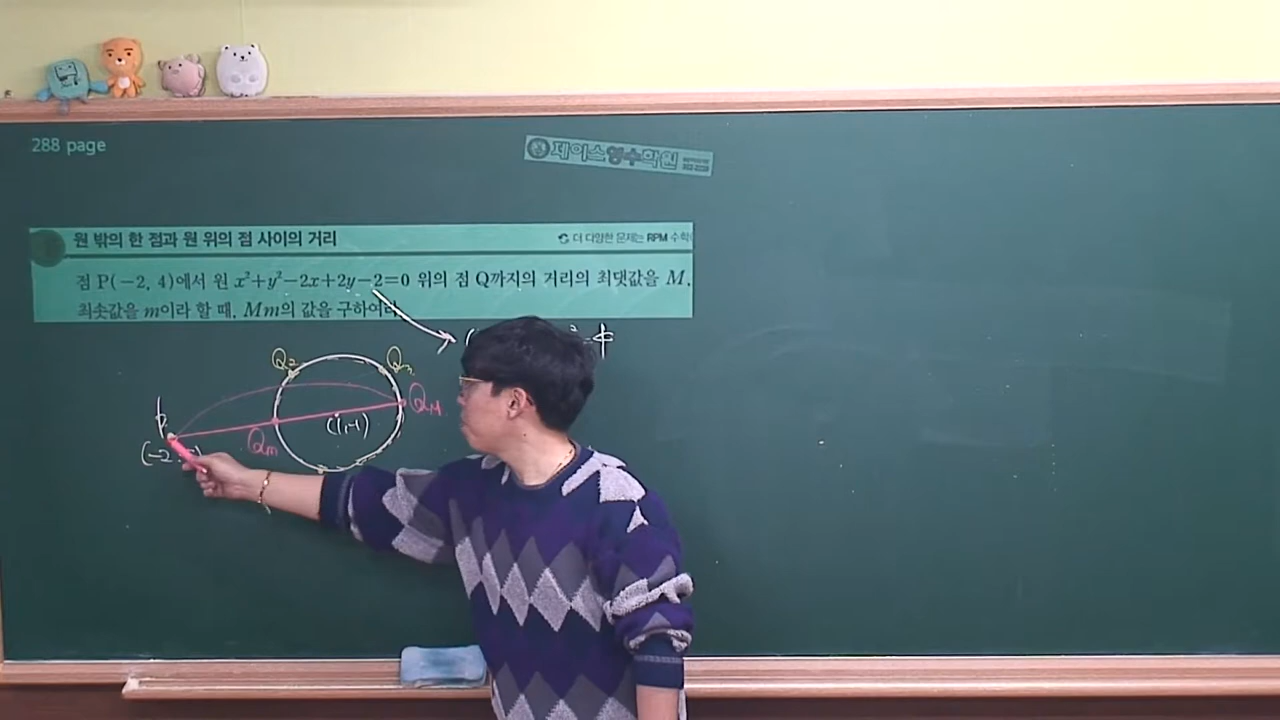 288 page
제이스영수학원
원 밖의 한 점과 원 위의 점 사이의 거리
더 다양한 문제는 RPM 수학
점 P(−2, 4)에서 원 x²+y²−2x+2y−2=0 위의 점 Q까지의 거리의 최댓값을 M,
최솟값을 m이라 할 때, Mm의 값을 구하여라
Q₂
P
Qm
(1,-1)
QM
(-2